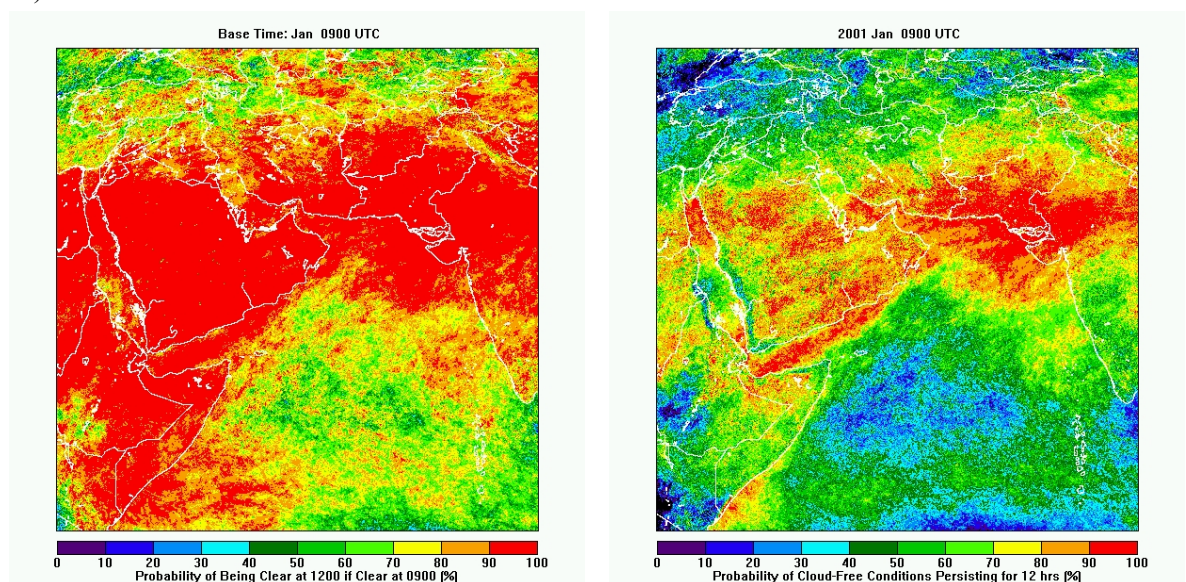 )
Base Time: Jan 0900 UTC
0 10 20 30 40 50 60 70 80 90 100
Probability of Being Clear at 1200 if Clear at 0900 [%]
2001 Jan 0900 UTC
0 10 20 30 40 50 60 70 80 90 100
Probability of Cloud-Free Conditions Persisting for 12 hrs [%]